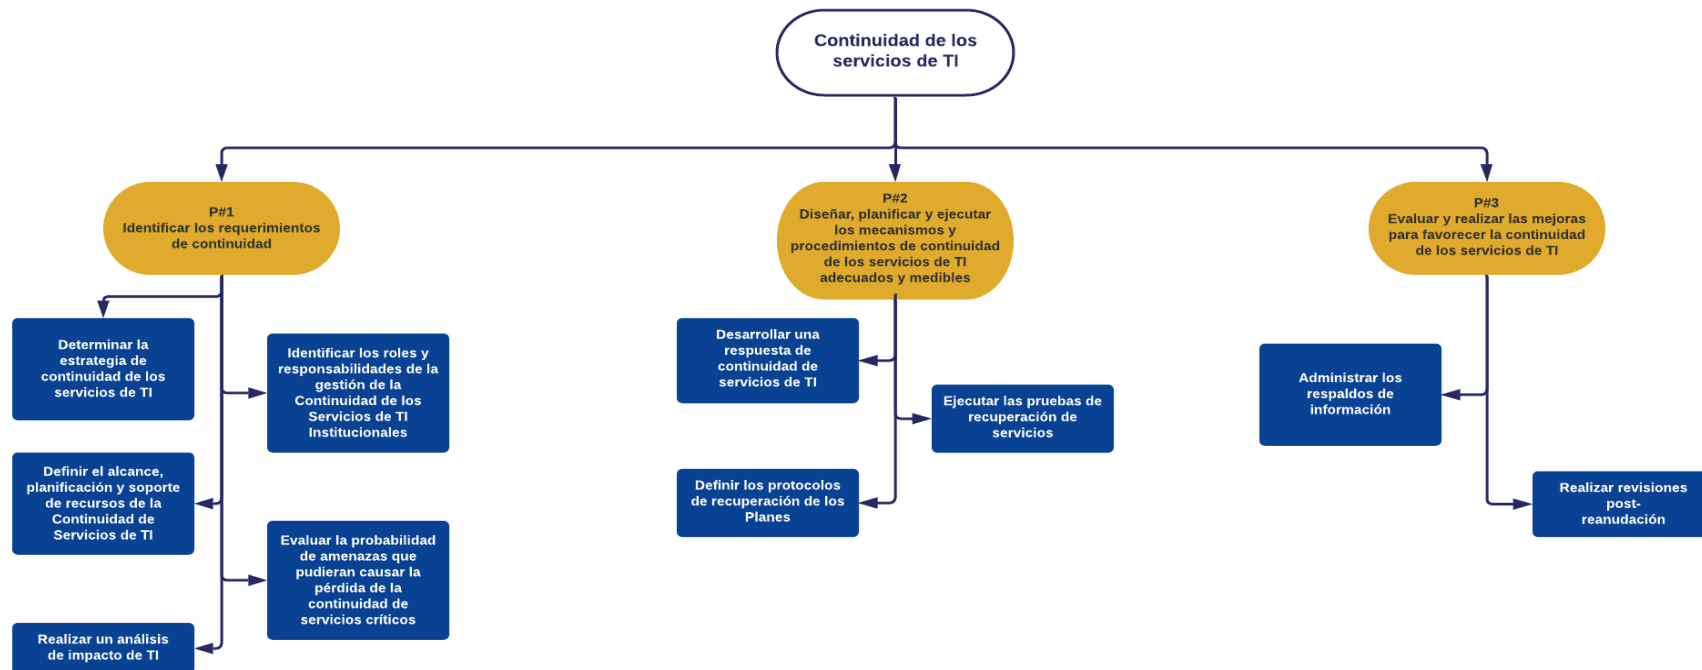 Continuidad de los
servicios de TI
P#1
Identificar los requerimientos
de continuidad
P#2
Diseñar, planificar y ejecutar
los mecanismos y
procedimientos de continuidad
de los servicios de TI
adecuados y medibles
P#3
Evaluar y realizar las mejoras
para favorecer la continuidad
de los servicios de TI
Determinar la
estrategia de
continuidad de los
servicios de TI
Identificar los roles y
responsabilidades de la
gestión de la
Continuidad de los
Servicios de TI
Institucionales
Definir el alcance,
planificación y soporte
de recursos de la
Continuidad de
Servicios de TI
Evaluar la probabilidad
de amenazas que
pudieran causar la
pérdida de la
continuidad de
servicios críticos
Realizar un análisis
de impacto de TI
Desarrollar una
respuesta de
continuidad de
servicios de TI
Ejecutar las pruebas de
recuperación de
servicios
Definir los protocolos
de recuperación de los
Planes
Administrar los
respaldos de
información
Realizar revisiones
post-
reanudación